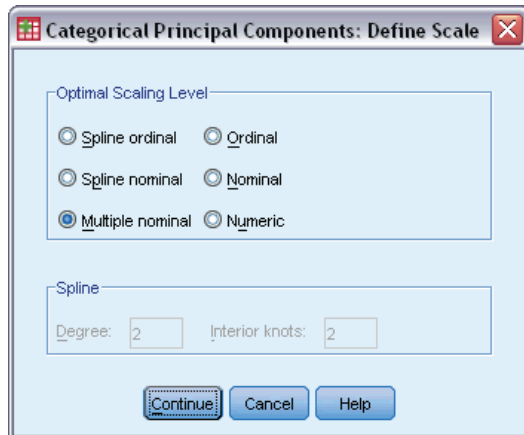 Categorical Principal Components: Define Scale
Optimal Scaling Level
Spline ordinal Ordinal
Spline nominal Nominal
Multiple nominal Numeric
Spline
Degree: 2 Interior knots: 2
Continue Cancel Help